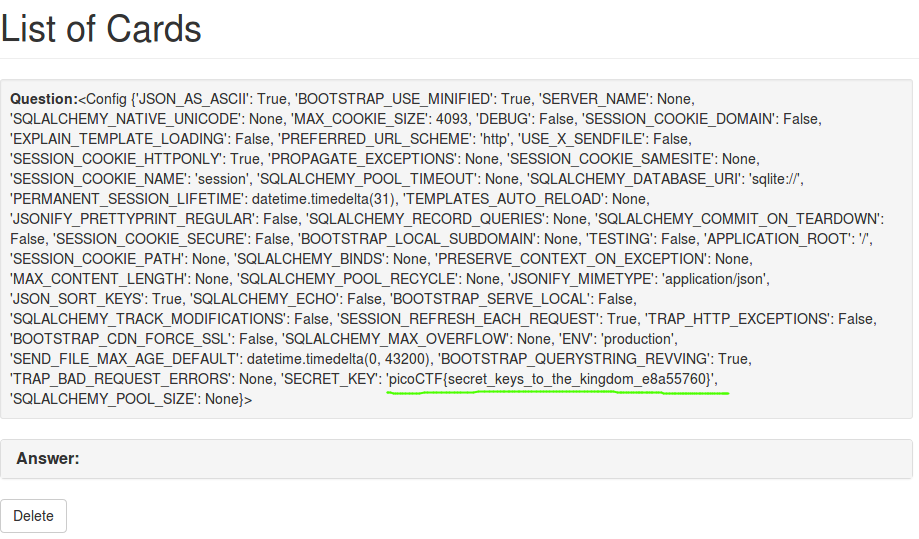 List of Cards
Question:<Config {'JSON_AS_ASCII': True, 'BOOTSTRAP_USE_MINIFIED': True, 'SERVER_NAME': None,
'SQLALCHEMY_NATIVE_UNICODE': None, 'MAX_COOKIE_SIZE': 4093, 'DEBUG': False, 'SESSION_COOKIE_DOMAIN': False,
'EXPLAIN_TEMPLATE_LOADING': False, 'PREFERRED_URL_SCHEME': 'http', 'USE_X_SENDFILE': False,
'SESSION_COOKIE_HTTPONLY': True, 'PROPAGATE_EXCEPTIONS': None, 'SESSION_COOKIE_SAMESITE': None,
'SESSION_COOKIE_NAME': 'session', 'SQLALCHEMY_POOL_TIMEOUT': None, 'SQLALCHEMY_DATABASE_URI': 'sqlite://',
'PERMANENT_SESSION_LIFETIME': datetime.timedelta(31), 'TEMPLATES_AUTO_RELOAD': None,
'JSONIFY_PRETTYPRINT_REGULAR': False, 'SQLALCHEMY_RECORD_QUERIES': None, 'SQLALCHEMY_COMMIT_ON_TEARDOWN':
False, 'SESSION_COOKIE_SECURE': False, 'BOOTSTRAP_LOCAL_SUBDOMAIN': None, 'TESTING': False, 'APPLICATION_ROOT': '/',
'SESSION_COOKIE_PATH': None, 'SQLALCHEMY_BINDS': None, 'PRESERVE_CONTEXT_ON_EXCEPTION': None,
'MAX_CONTENT_LENGTH': None, 'SQLALCHEMY_POOL_RECYCLE': None, 'JSONIFY_MIMETYPE': 'application/json',
'JSON_SORT_KEYS': True, 'SQLALCHEMY_ECHO': False, 'BOOTSTRAP_SERVE_LOCAL': False,
'SQLALCHEMY_TRACK_MODIFICATIONS': False, 'SESSION_REFRESH_EACH_REQUEST': True, 'TRAP_HTTP_EXCEPTIONS': False,
'BOOTSTRAP_CDN_FORCE_SSL': False, 'SQLALCHEMY_MAX_OVERFLOW': None, 'ENV': 'production',
'SEND_FILE_MAX_AGE_DEFAULT': datetime.timedelta(0, 43200), 'BOOTSTRAP_QUERYSTRING_REVVING': True,
'TRAP_BAD_REQUEST_ERRORS': None, 'SECRET_KEY': 'picoCTF{secret_keys_to_the_kingdom_e8a55760}',
'SQLALCHEMY_POOL_SIZE': None}>
Answer:
Delete